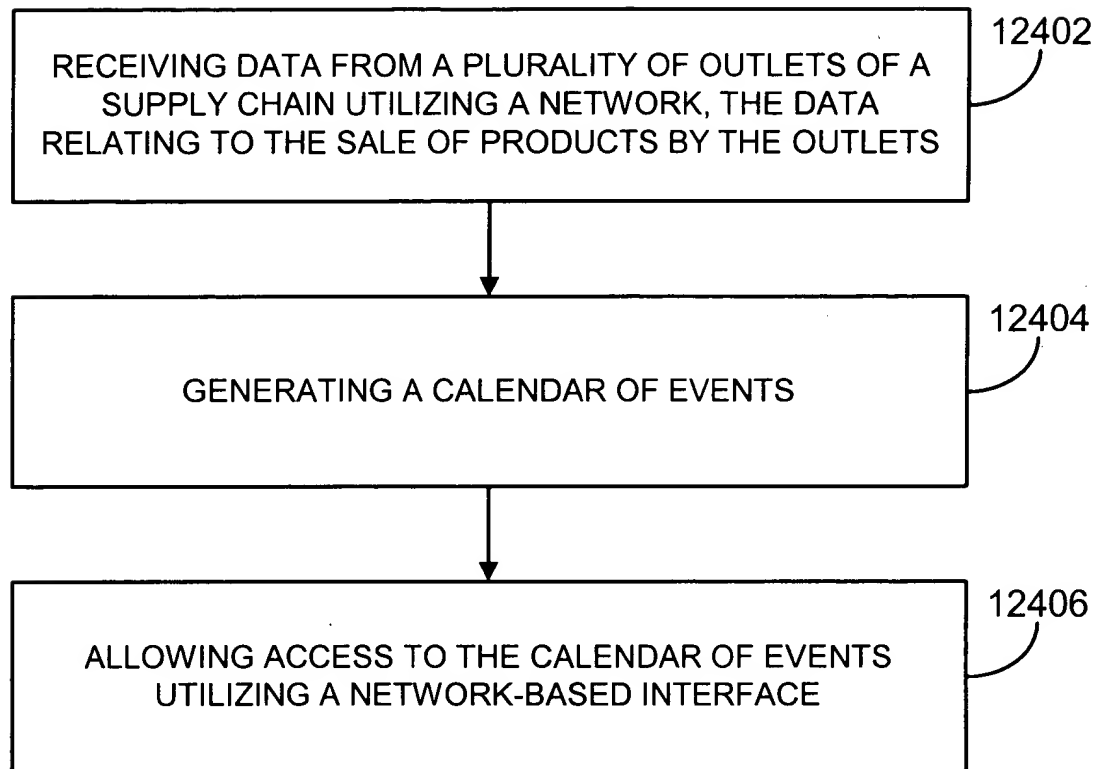 12402
RECEIVING DATA FROM A PLURALITY OF OUTLETS OF A
SUPPLY CHAIN UTILIZING A NETWORK, THE DATA
RELATING TO THE SALE OF PRODUCTS BY THE OUTLETS
12404
GENERATING A CALENDAR OF EVENTS
12406
ALLOWING ACCESS TO THE CALENDAR OF EVENTS
UTILIZING A NETWORK-BASED INTERFACE